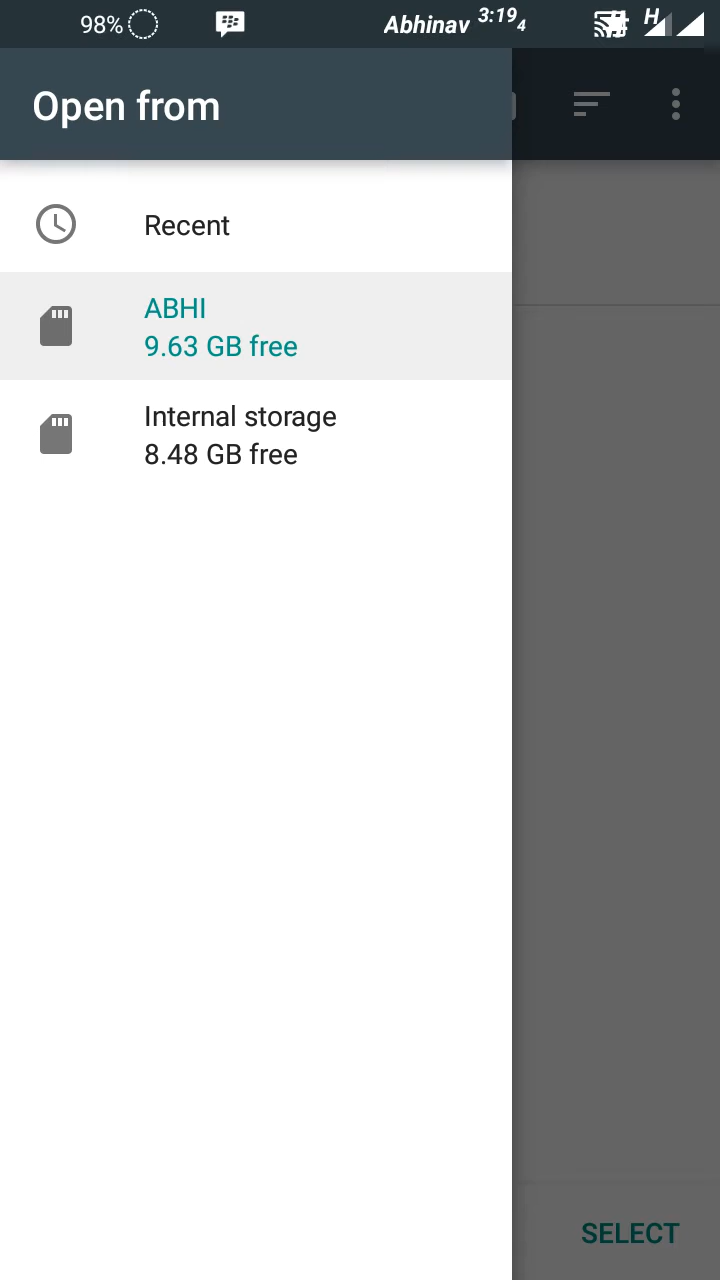 98%
Abhinav 3:19 4
H
Open from
Recent
ABHI
9.63 GB free
Internal storage
8.48 GB free
SELECT